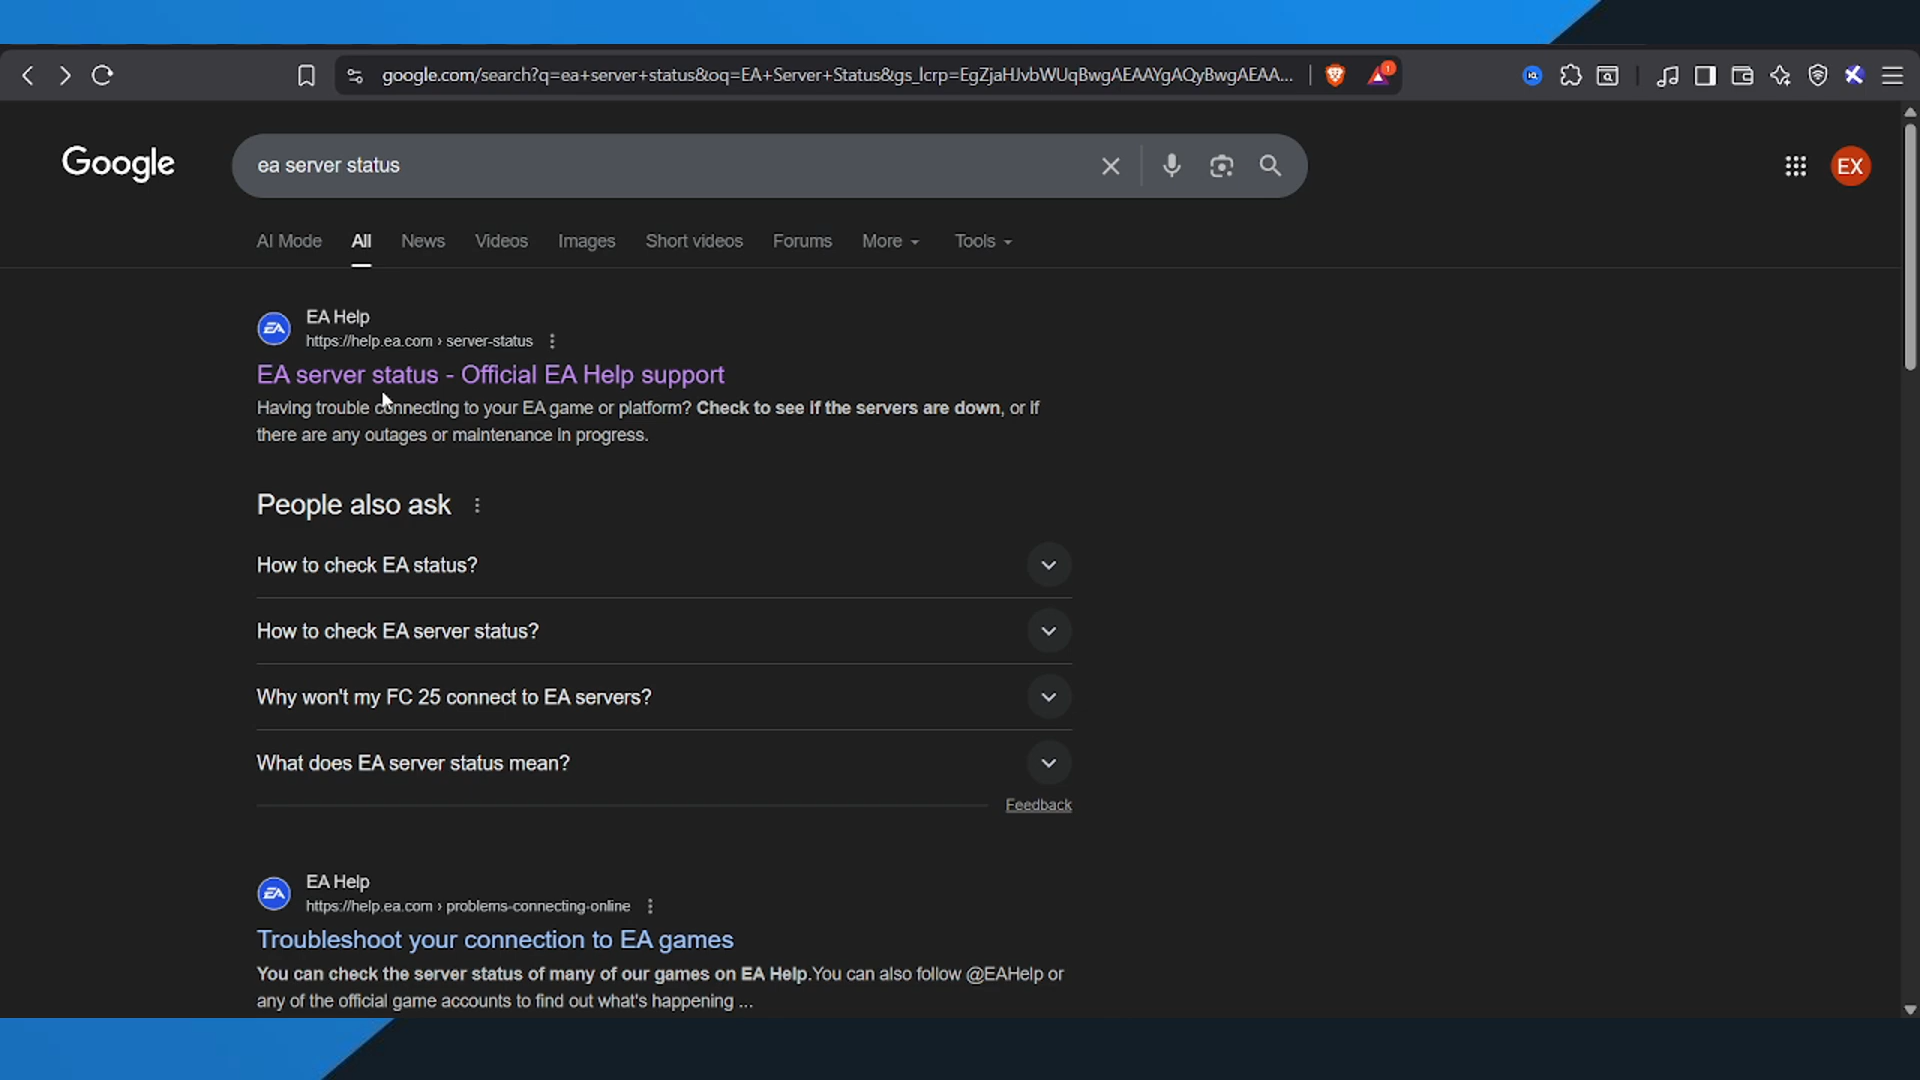 google.com/search?q=ea+server+status&oq=EA+Server+Status&gs_lcrp=EgZjaHJvbWUqBwgAEAAYgAQyBwgAEAA...
1
Google
ea server status
EX
AI Mode
All
News
Videos
Images
Short videos
Forums
More
Tools
EA
EA Help
https://help.ea.com › server-status
EA server status - Official EA Help support
Having trouble connecting to your EA game or platform? Check to see if the servers are down, or if
there are any outages or maintenance in progress.
People also ask
How to check EA status?
How to check EA server status?
Why won't my FC 25 connect to EA servers?
What does EA server status mean?
Feedback
EA
EA Help
https://help.ea.com › problems-connecting-online
Troubleshoot your connection to EA games
You can check the server status of many of our games on EA Help.You can also follow @EAHelp or
any of the official game accounts to find out what's happening ...